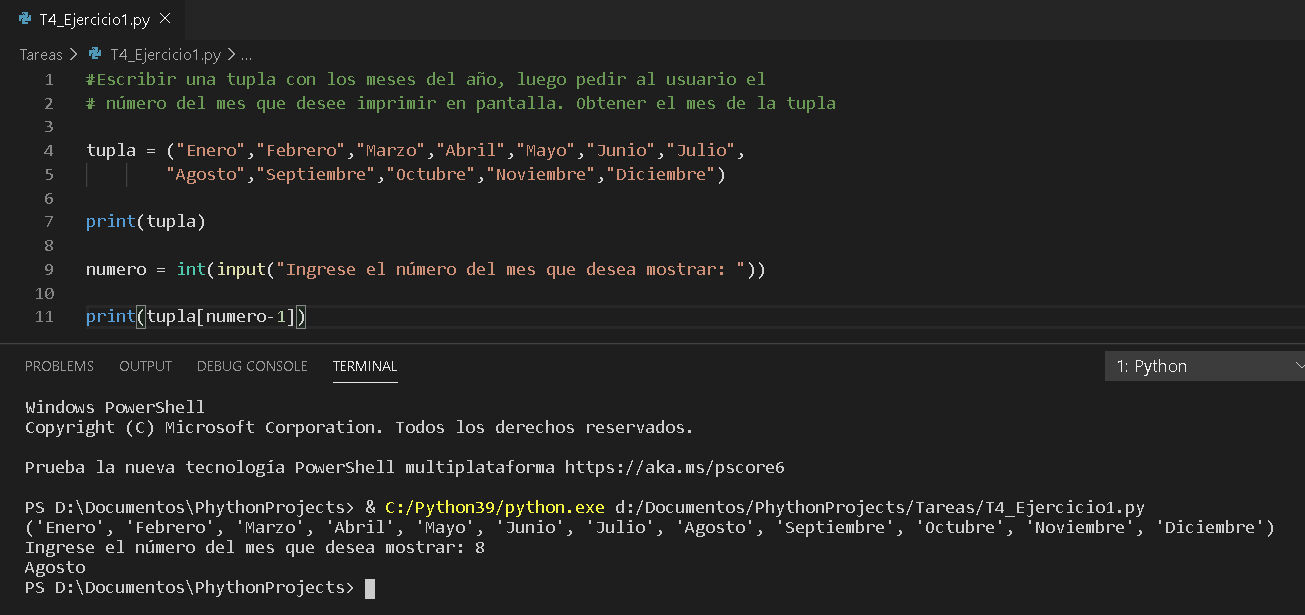 T4_Ejercicio1.py ×
Tareas > T4_Ejercicio1.py > ...
1 #Escribir una tupla con los meses del año, luego pedir al usuario el
2 # número del mes que desee imprimir en pantalla. Obtener el mes de la tupla
3
4 tupla = ("Enero","Febrero","Marzo","Abril","Mayo","Junio","Julio",
5 "Agosto","Septiembre","Octubre","Noviembre","Diciembre")
6
7 print(tupla)
8
9 numero = int(input("Ingrese el número del mes que desea mostrar: "))
10
11 print(tupla[numero-1])
PROBLEMS OUTPUT DEBUG CONSOLE TERMINAL 1: Python
Windows PowerShell
Copyright (C) Microsoft Corporation. Todos los derechos reservados.
Prueba la nueva tecnología PowerShell multiplataforma https://aka.ms/pscore6
PS D:\Documentos\PhythonProjects> & C:/Python39/python.exe d:/Documentos/PhythonProjects/Tareas/T4_Ejercicio1.py
('Enero', 'Febrero', 'Marzo', 'Abril', 'Mayo', 'Junio', 'Julio', 'Agosto', 'Septiembre', 'Octubre', 'Noviembre', 'Diciembre')
Ingrese el número del mes que desea mostrar: 8
Agosto
PS D:\Documentos\PhythonProjects>